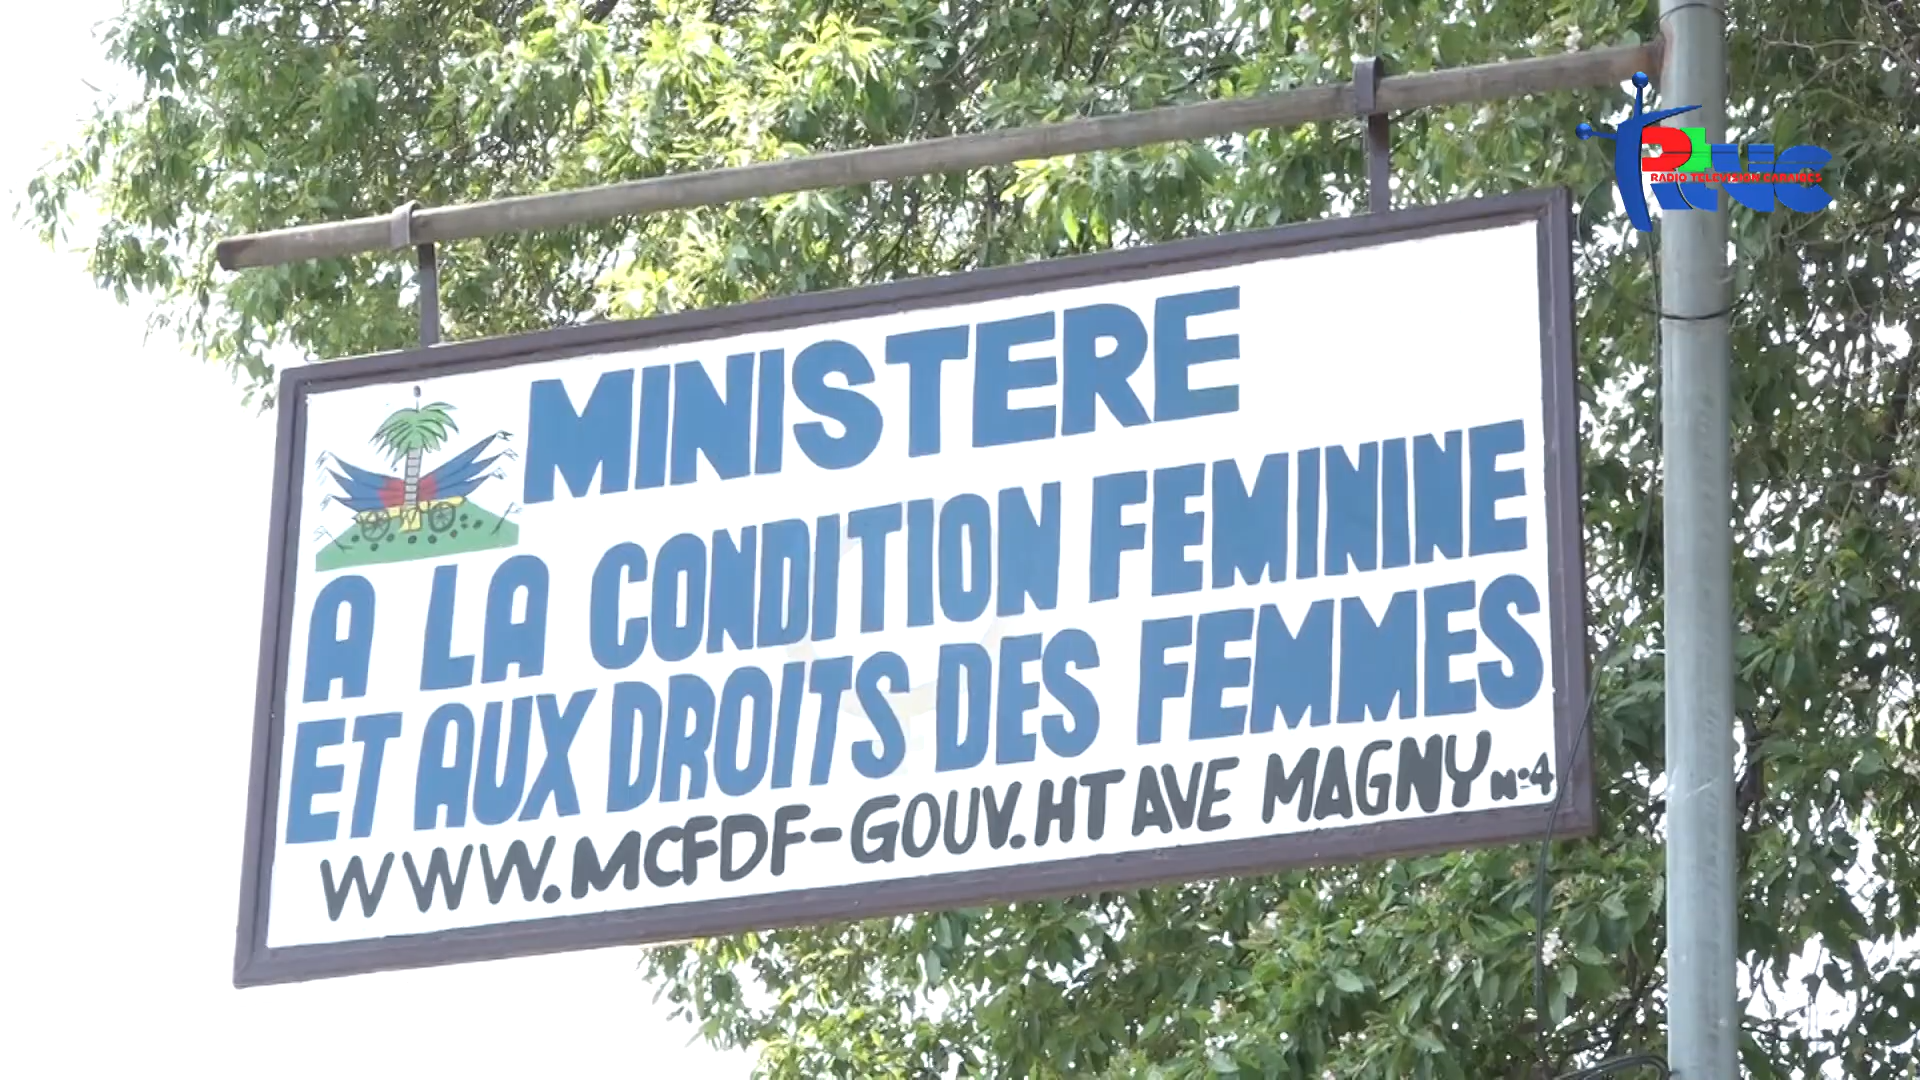 MINISTERE
A LA CONDITION FEMININE
ET AUX DROITS DES FEMMES
WWW.MCFDF-GOUV.HT AVE MAGNY N°4
RADIO TELEVISION CARAIBES